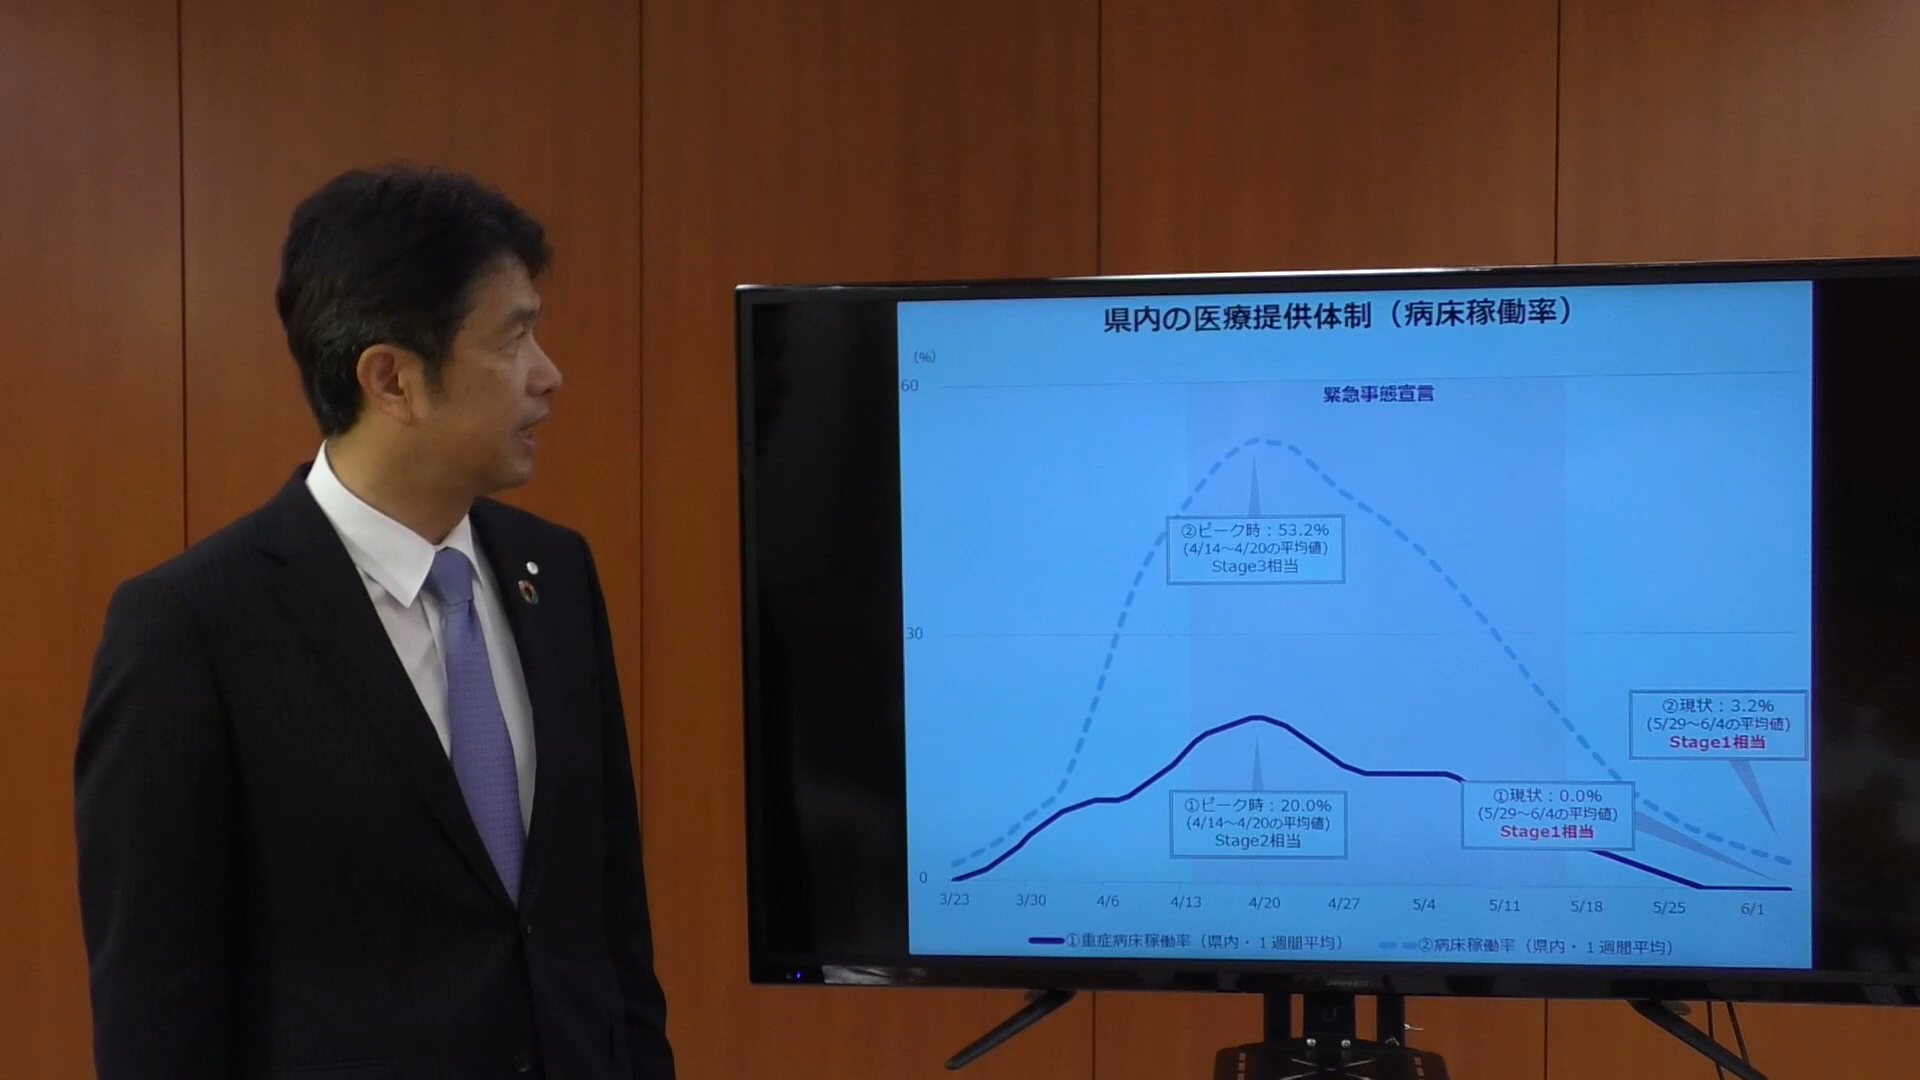 県内の医療提供体制（病床稼働率）
(%)
60
緊急事態宣言
②ピーク時：53.2%
(4/14～4/20の平均値)
Stage3相当
30
②現状：3.2%
(5/29～6/4の平均値)
Stage1相当
①ピーク時：20.0%
(4/14～4/20の平均値)
Stage2相当
①現状：0.0%
(5/29～6/4の平均値)
Stage1相当
0
3/23 3/30 4/6 4/13 4/20 4/27 5/4 5/11 5/18 5/25 6/1
①重症病床稼働率（県内・１週間平均） ②病床稼働率（県内・１週間平均）